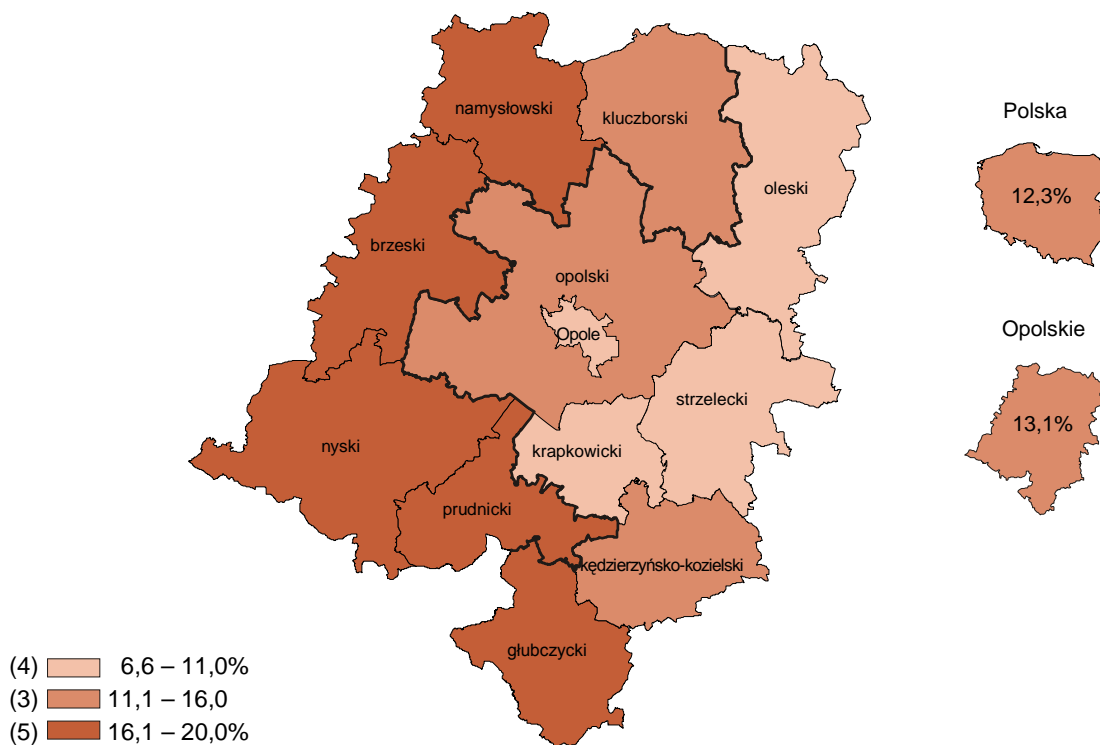 namysłowski
kluczborski
Polska
oleski
12,3%
brzeski
opolski
Opole
Opolskie
strzelecki
13,1%
nyski
krapkowicki
prudnicki
kędzierzyńsko-kozielski
głubczycki
(4) 6,6 – 11,0%
(3) 11,1 – 16,0
(5) 16,1 – 20,0%